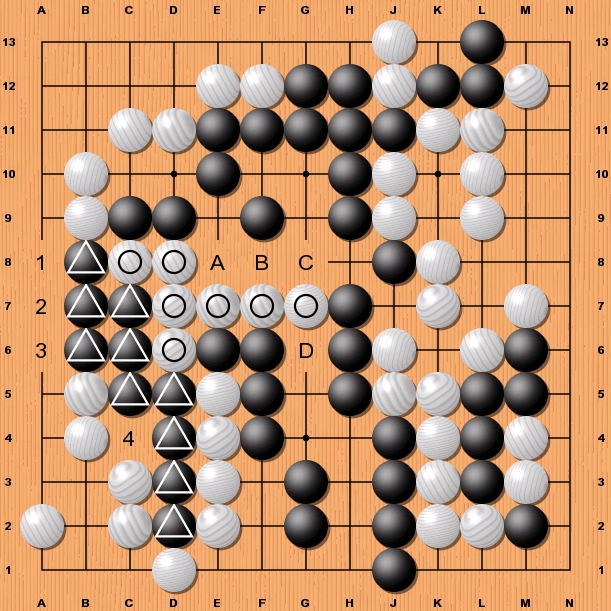 A B C D E F G H J K L M N
13 13
12 12
11 11
10 10
9 9
8 1 A B C 8
7 2 7
6 3 D 6
5 5
4 4 4
3 3
2 2
1 1
A B C D E F G H J K L M N